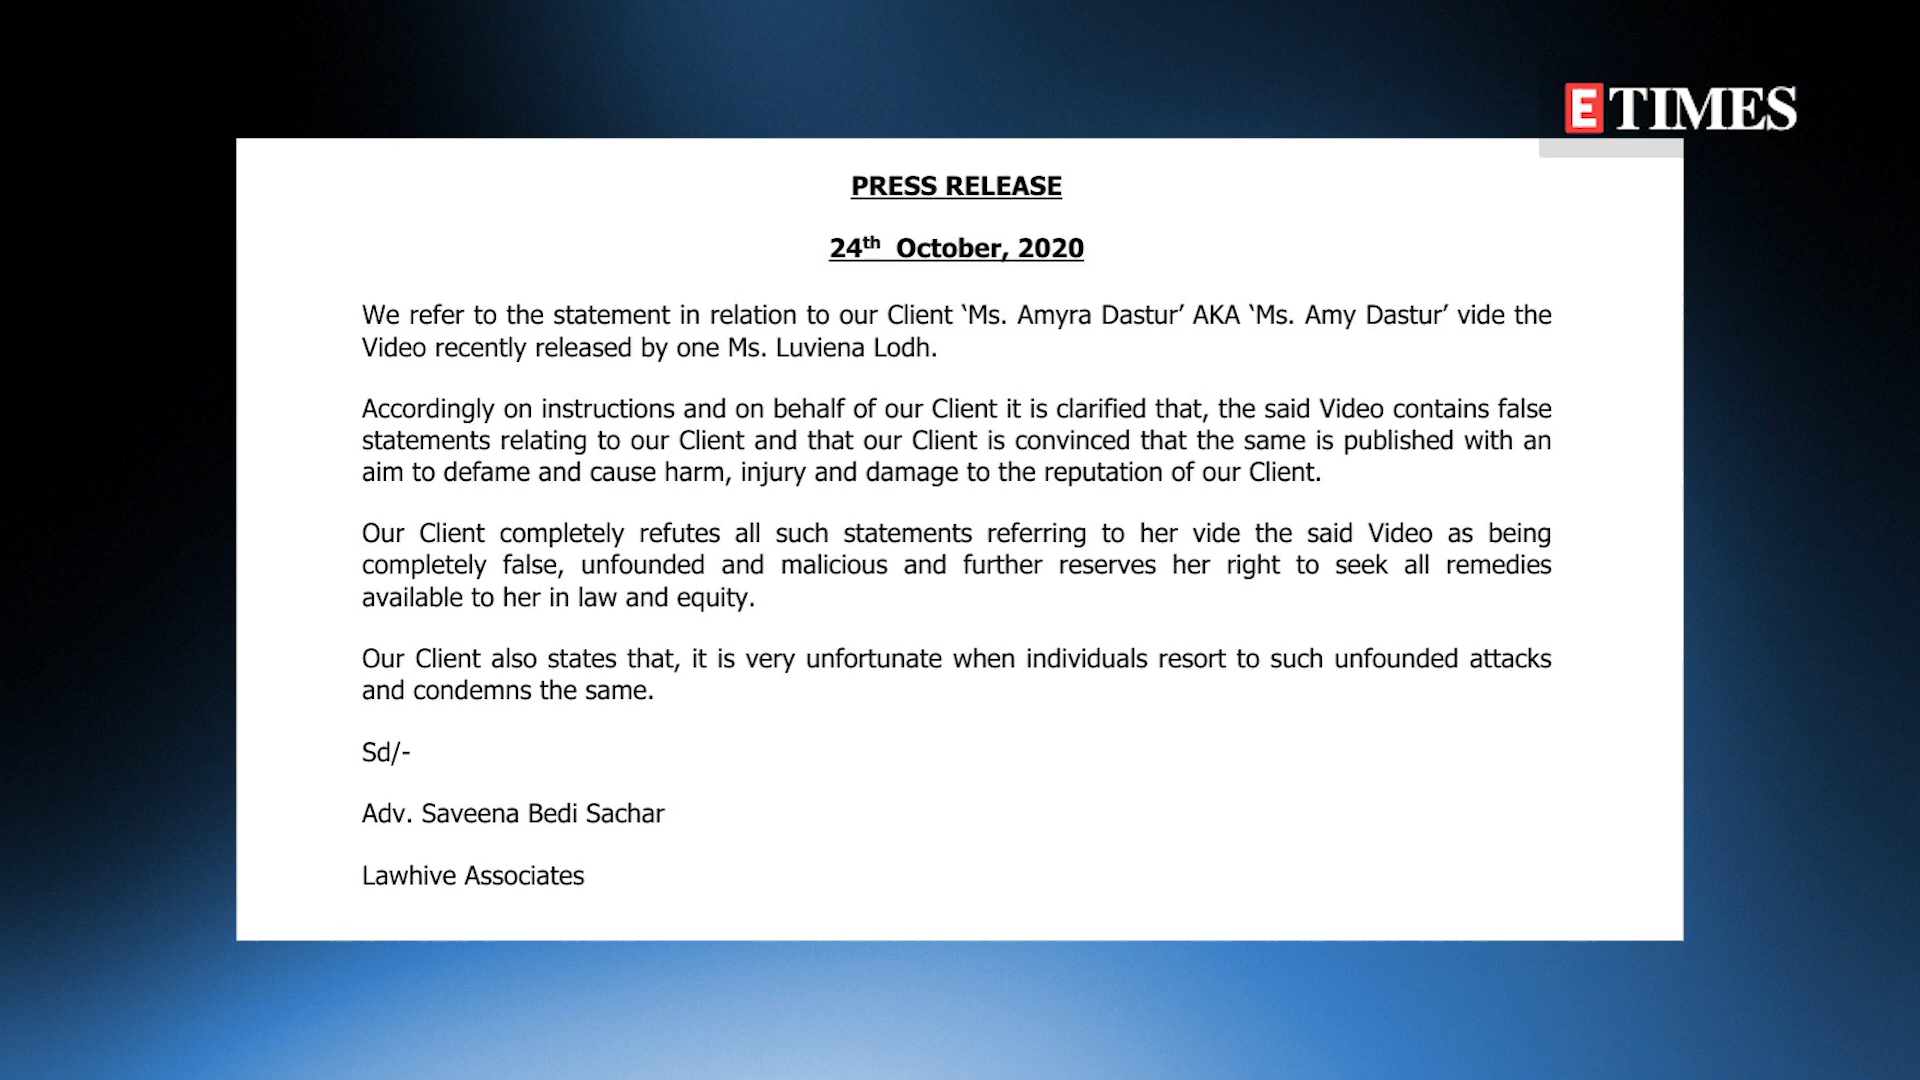 E TIMES
PRESS RELEASE
24th October, 2020
We refer to the statement in relation to our Client ‘Ms. Amyra Dastur’ AKA ‘Ms. Amy Dastur’ vide the
Video recently released by one Ms. Luviena Lodh.
Accordingly on instructions and on behalf of our Client it is clarified that, the said Video contains false
statements relating to our Client and that our Client is convinced that the same is published with an
aim to defame and cause harm, injury and damage to the reputation of our Client.
Our Client completely refutes all such statements referring to her vide the said Video as being
completely false, unfounded and malicious and further reserves her right to seek all remedies
available to her in law and equity.
Our Client also states that, it is very unfortunate when individuals resort to such unfounded attacks
and condemns the same.
Sd/-
Adv. Saveena Bedi Sachar
Lawhive Associates